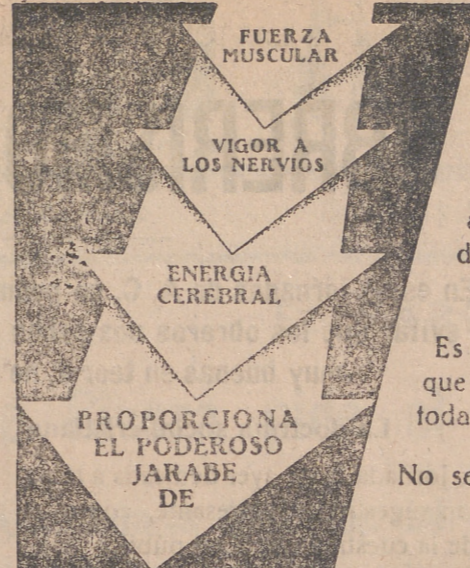 FUERZA
MUSCULAR
VIGOR A
LOS NERVIOS
ENERGIA
CEREBRAL
PROPORCIONA
EL PODEROSO
JARABE
DE
d
Es
que
toda
No se